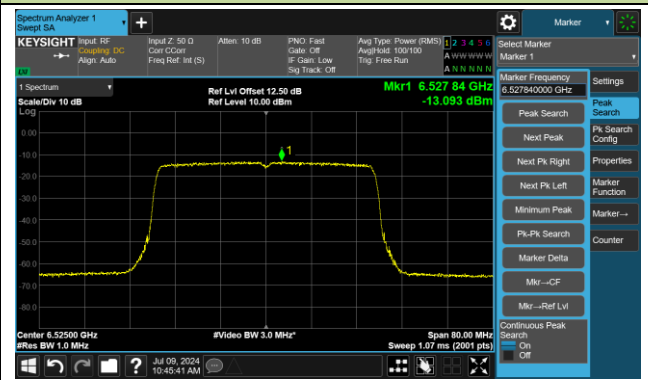 Spectrum Analyzer 1
Swept SA
+
Marker
KEYSIGHT
Input: RF
Coupling: DC
Align: Auto
Input Z: 50 Ω
Corr CCorr
Freq Ref: Int (S)
Atten: 10 dB
PNO: Fast
Gate: Off
IF Gain: Low
Sig Track: Off
Avg Type: Power (RMS)
Avg|Hold: 100/100
Trig: Free Run
1 2 3 4 5 6
A W W W W W
A N N N N N
LXI
Select Marker
Marker 1
1 Spectrum
Scale/Div 10 dB
Log
Ref Lvl Offset 12.50 dB
Ref Level 10.00 dBm
Mkr1 6.527 84 GHz
-13.093 dBm
Marker Frequency
6.527840000 GHz
Settings
Peak Search
Peak
Search
Next Peak
Pk Search
Config
Next Pk Right
Properties
Next Pk Left
Marker
Function
Minimum Peak
Marker→
Pk-Pk Search
Counter
Marker Delta
Mkr→CF
Mkr→Ref Lvl
Continuous Peak
Search
On
Off
0.00
-10.0
-20.0
-30.0
-40.0
-50.0
-60.0
-70.0
-80.0
1
Center 6.52500 GHz
#Res BW 1.0 MHz
#Video BW 3.0 MHz*
Span 80.00 MHz
Sweep 1.07 ms (2001 pts)
?
Jul 09, 2024
10:45:41 AM